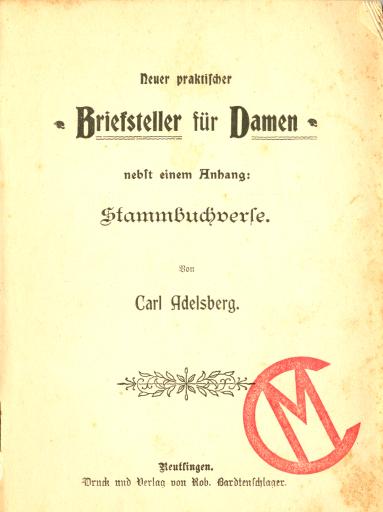 Neuer praktiſcher
Briefſteller für Damen
nebſt einem Anhang:
Stammbuchverſe.
Von
Carl Adelsberg.
Reutlingen.
Druck und Verlag von Rob. Bardtenſchlager.
CM